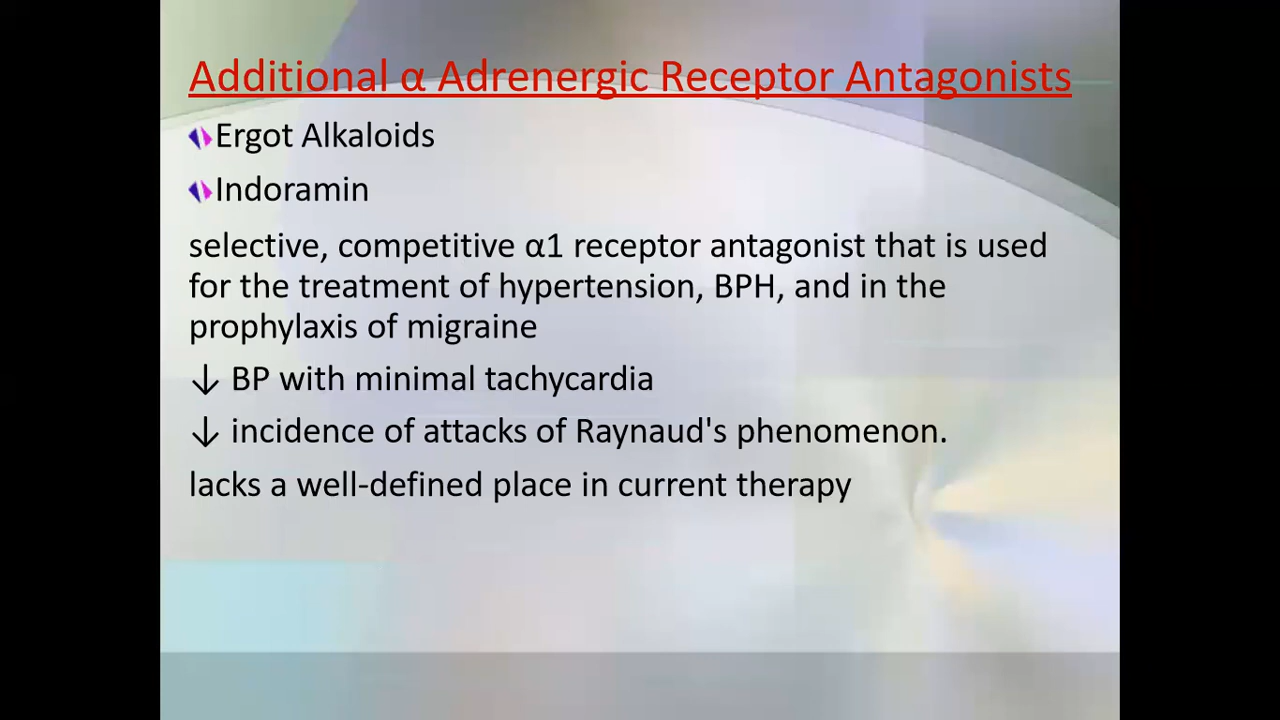 Additional α Adrenergic Receptor Antagonists
Ergot Alkaloids
Indoramin
selective, competitive α1 receptor antagonist that is used
for the treatment of hypertension, BPH, and in the
prophylaxis of migraine
↓ BP with minimal tachycardia
↓ incidence of attacks of Raynaud's phenomenon.
lacks a well-defined place in current therapy